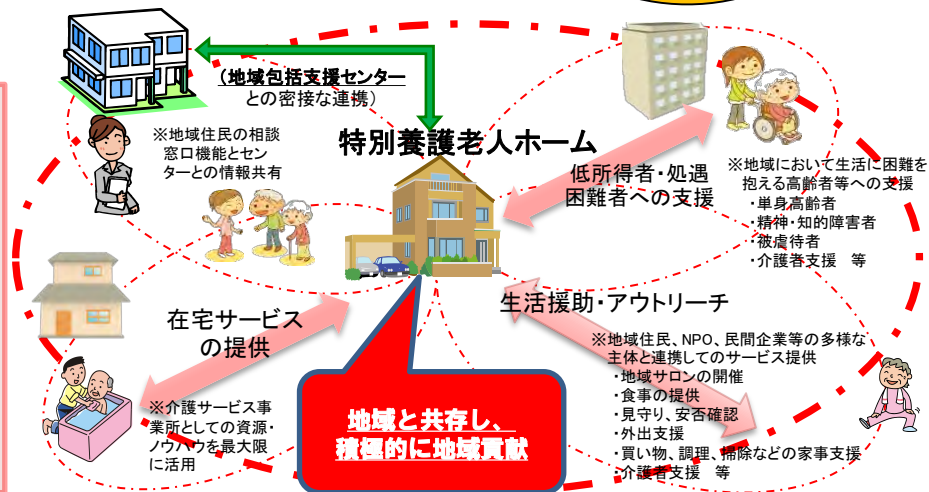 （地域包括支援センター
との密接な連携）
※地域住民の相談
窓口機能とセン
ターとの情報共有
特別養護老人ホーム
低所得者・処遇
困難者への支援
※地域において生活に困難を
抱える高齢者等への支援
・単身高齢者
・精神・知的障害者
・被虐待者
・介護者支援　等
在宅サービス
の提供
※介護サービス事
業所としての資源・
ノウハウを最大限
に活用
生活援助・アウトリーチ
※地域住民、NPO、民間企業等の多様な
主体と連携してのサービス提供
・地域サロンの開催
・食事の提供
・見守り、安否確認
・外出支援
・買い物、調理、掃除などの家事支援
・介護者支援　等
地域と共存し、
積極的に地域貢献